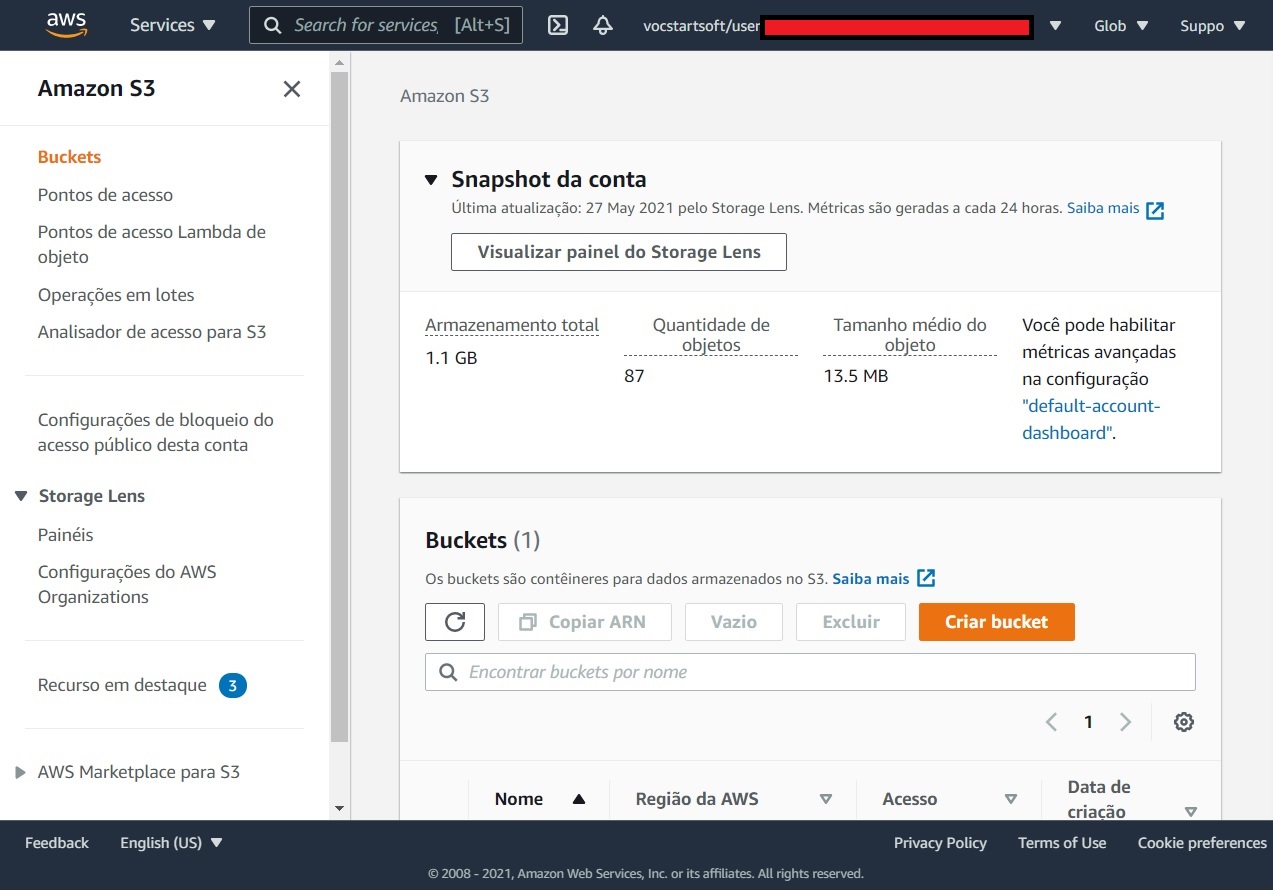 aws
Services
Search for services, [Alt+S]
vocstartsoft/user
Glob
Suppo
Amazon S3
Buckets
Pontos de acesso
Pontos de acesso Lambda de
objeto
Operações em lotes
Analisador de acesso para S3
Configurações de bloqueio do
acesso público desta conta
Storage Lens
Painéis
Configurações do AWS
Organizations
Recurso em destaque 3
AWS Marketplace para S3
Amazon S3
Snapshot da conta
Última atualização: 27 May 2021 pelo Storage Lens. Métricas são geradas a cada 24 horas. Saiba mais
Visualizar painel do Storage Lens
Armazenamento total
1.1 GB
Quantidade de
objetos
87
Tamanho médio do
objeto
13.5 MB
Você pode habilitar
métricas avançadas
na configuração
"default-account-
dashboard".
Buckets (1)
Os buckets são contêineres para dados armazenados no S3. Saiba mais
Copiar ARN
Vazio
Excluir
Criar bucket
Encontrar buckets por nome
1
Nome
Região da AWS
Acesso
Data de
criação
Feedback
English (US)
Privacy Policy
Terms of Use
Cookie preferences
© 2008 - 2021, Amazon Web Services, Inc. or its affiliates. All rights reserved.